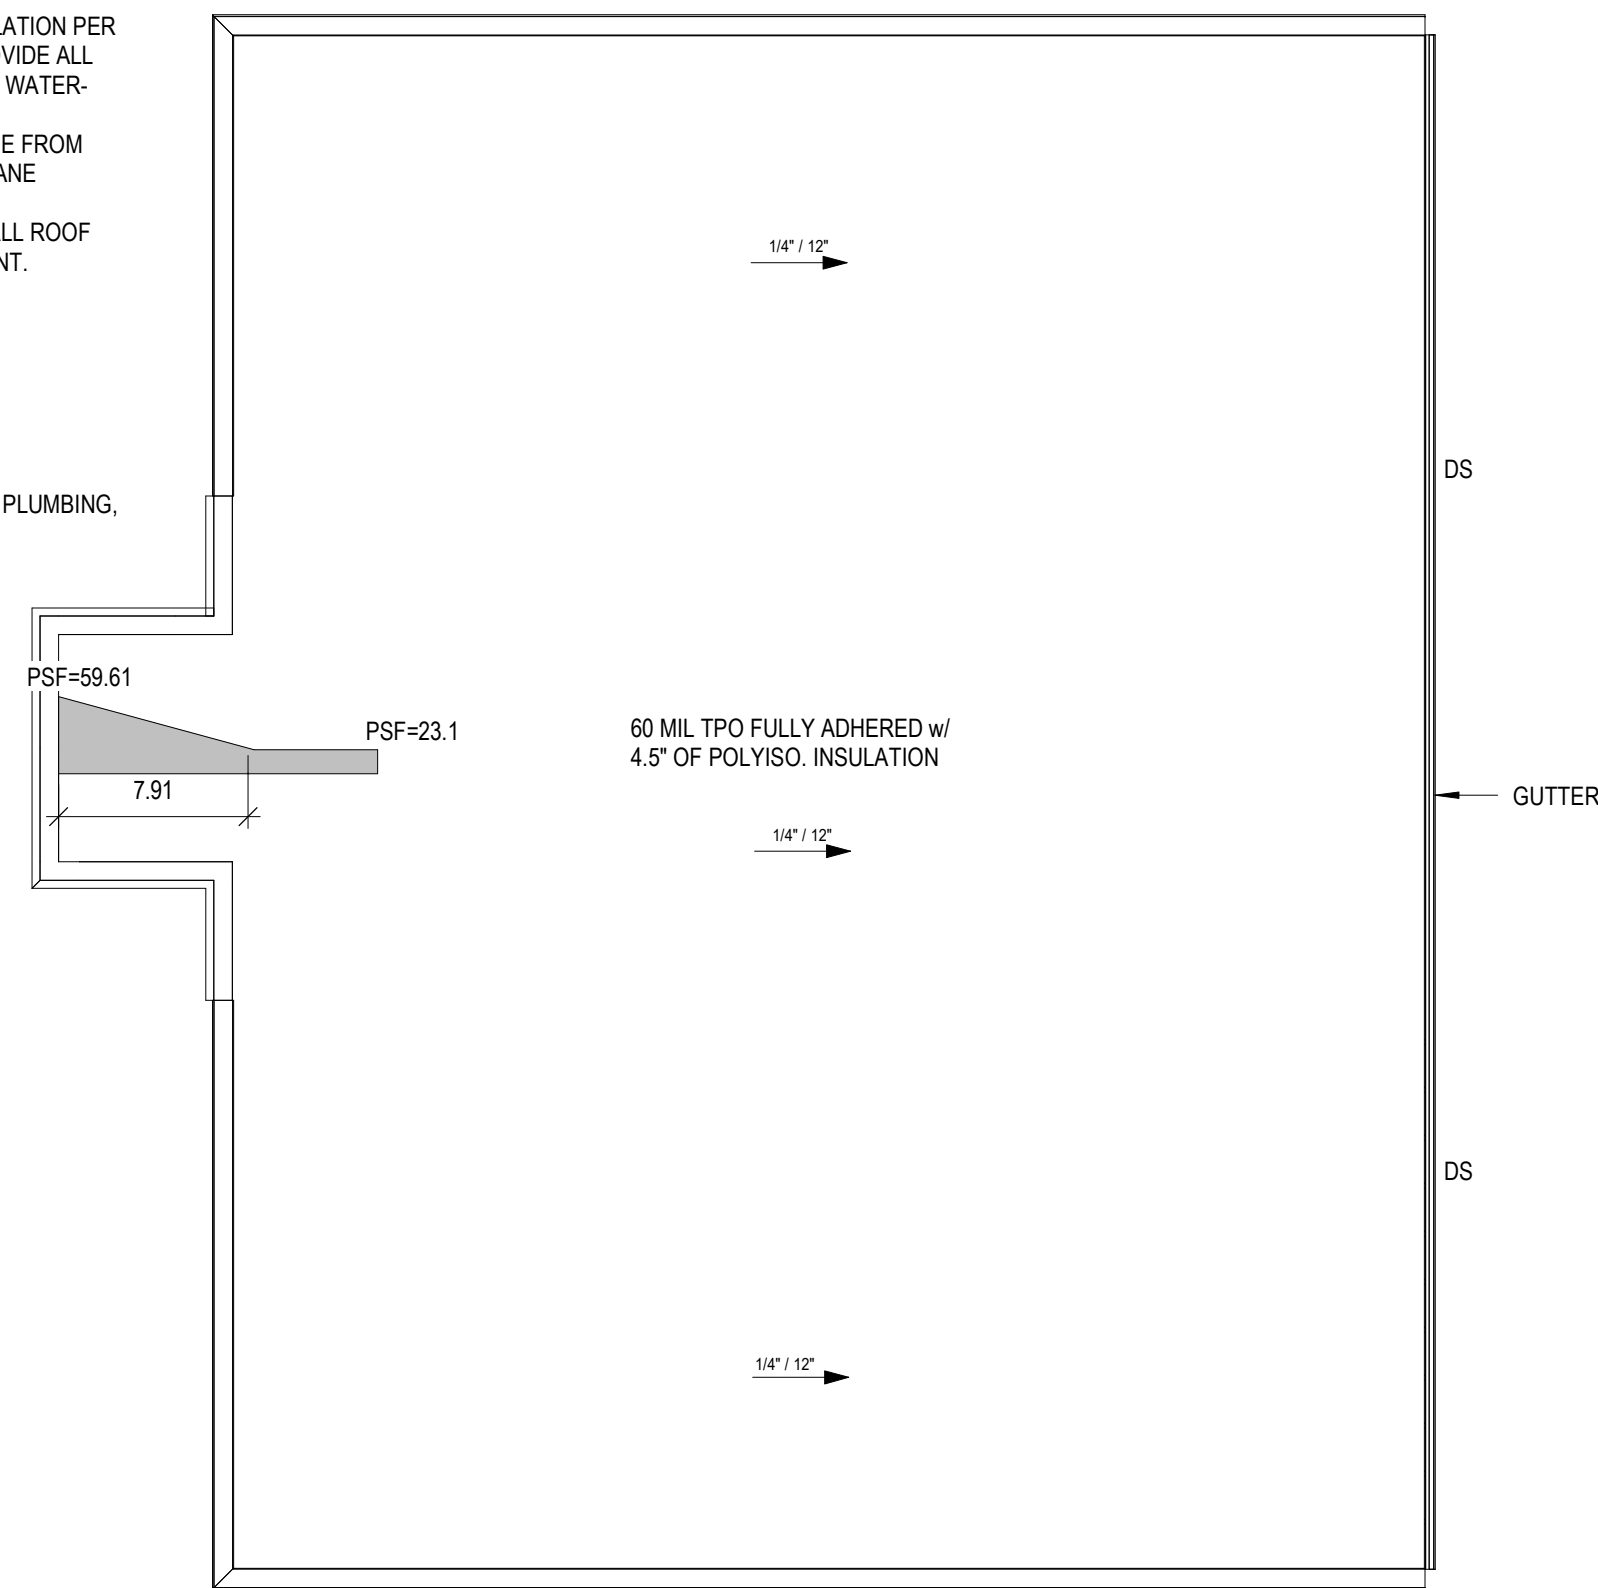 LATION PER
OVIDE ALL
WATER-
E FROM
ANE
ALL ROOF
NT.
1/4" / 12"
DS
PLUMBING,
PSF=59.61
PSF=23.1
60 MIL TPO FULLY ADHERED w/
4.5" OF POLYISO. INSULATION
7.91
GUTTER
1/4" / 12"
DS
1/4" / 12"